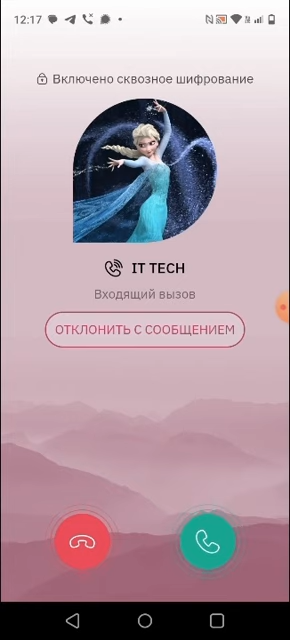 12:17
Включено сквозное шифрование
IT TECH
Входящий вызов
ОТКЛОНИТЬ С СООБЩЕНИЕМ